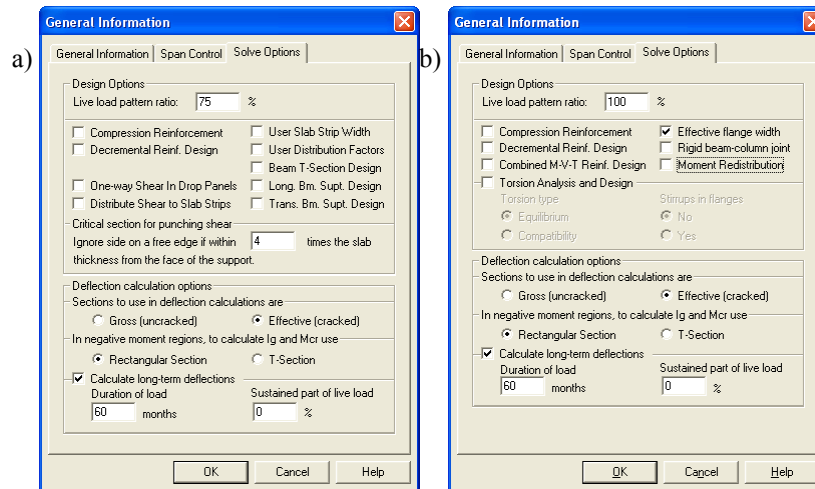 a)
General Information
General Information Span Control Solve Options
Design Options
Live load pattern ratio: 75 %
Compression Reinforcement User Slab Strip Width
Decremental Reinf. Design User Distribution Factors
Beam T-Section Design
One-way Shear In Drop Panels Long. Bm. Supt. Design
Distribute Shear to Slab Strips Trans. Bm. Supt. Design
Critical section for punching shear
Ignore side on a free edge if within 4 times the slab
thickness from the face of the support.
Deflection calculation options
Sections to use in deflection calculations are
Gross (uncracked) Effective (cracked)
In negative moment regions, to calculate Ig and Mcr use
Rectangular Section T-Section
Calculate long-term deflections
Duration of load Sustained part of live load
60 months 0 %
OK Cancel Help
b)
General Information
General Information Span Control Solve Options
Design Options
Live load pattern ratio: 100 %
Compression Reinforcement Effective flange width
Decremental Reinf. Design Rigid beam-column joint
Combined M-V-T Reinf. Design Moment Redistribution
Torsion Analysis and Design
Torsion type Stirrups in flanges
Equilibrium No
Compatibility Yes
Deflection calculation options
Sections to use in deflection calculations are
Gross (uncracked) Effective (cracked)
In negative moment regions, to calculate Ig and Mcr use
Rectangular Section T-Section
Calculate long-term deflections
Duration of load Sustained part of live load
60 months 0 %
OK Cancel Help